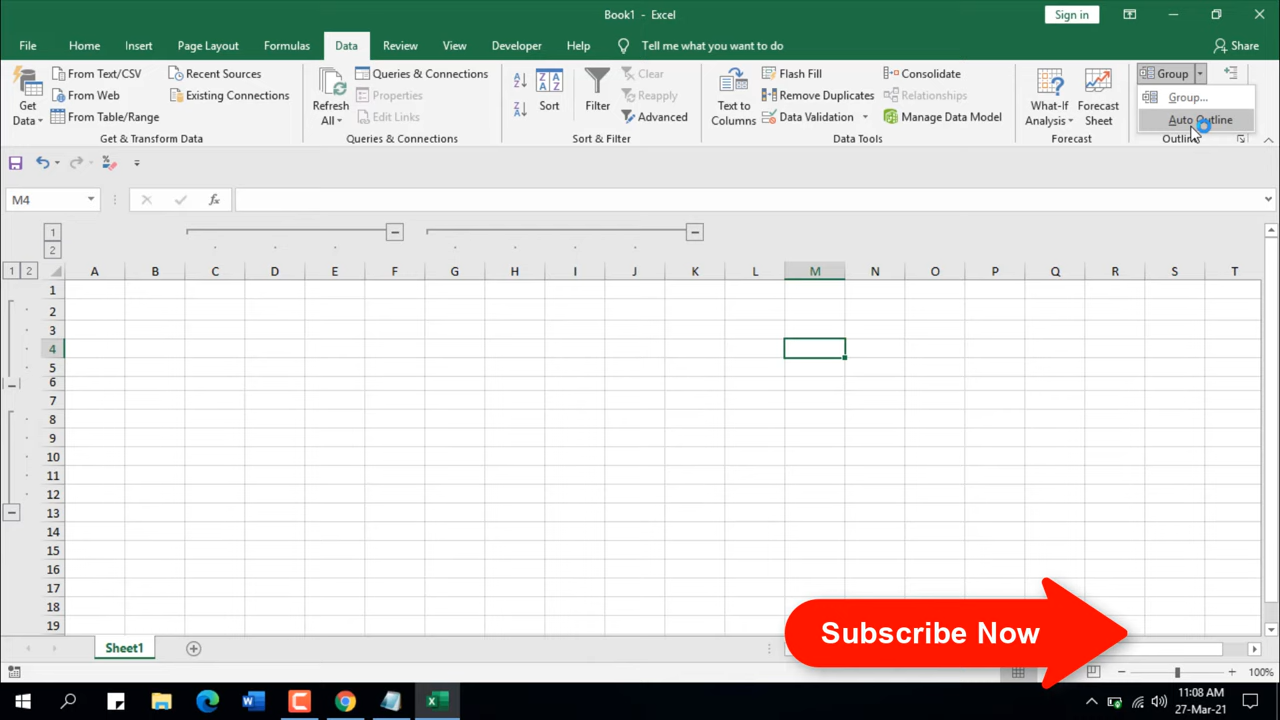 Book1 - Excel
Sign in
File Home Insert Page Layout Formulas Data Review View Developer Help Tell me what you want to do Share
Get Data
From Text/CSV
From Web
From Table/Range
Recent Sources
Existing Connections
Get & Transform Data
Refresh All
Queries & Connections
Properties
Edit Links
Queries & Connections
Sort
Filter
Clear
Reapply
Advanced
Sort & Filter
Text to Columns
Flash Fill
Remove Duplicates
Data Validation
Consolidate
Relationships
Manage Data Model
Data Tools
What-If Analysis
Forecast Sheet
Forecast
Group
Group...
Auto Outline
M4
fx
1
2
1 2
A B C D E F G H I J K L M N O P Q R S T
1
2
3
4
5
6
7
8
9
10
11
12
13
14
15
16
17
18
19
Subscribe Now
Sheet1
100%
11:08 AM
27-Mar-21